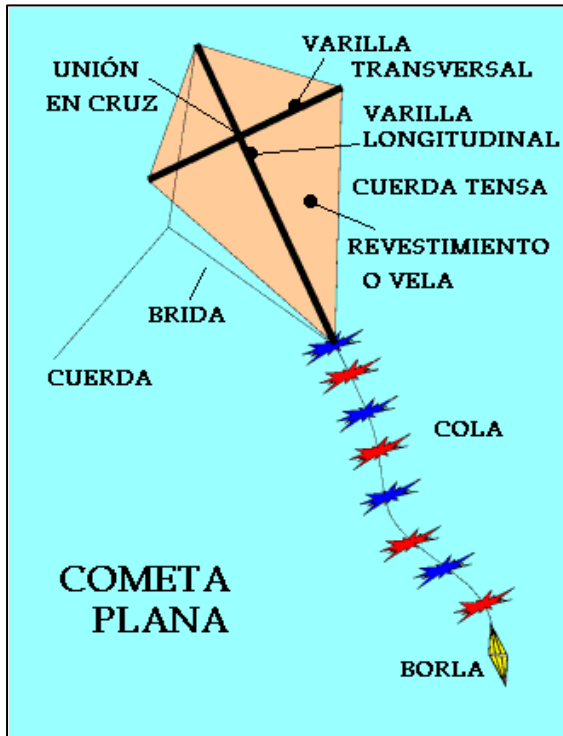 VARILLA
TRANSVERSAL
UNIÓN
EN CRUZ
VARILLA
LONGITUDINAL
CUERDA TENSA
REVESTIMIENTO
O VELA
BRIDA
CUERDA
COLA
COMETA
PLANA
BORLA